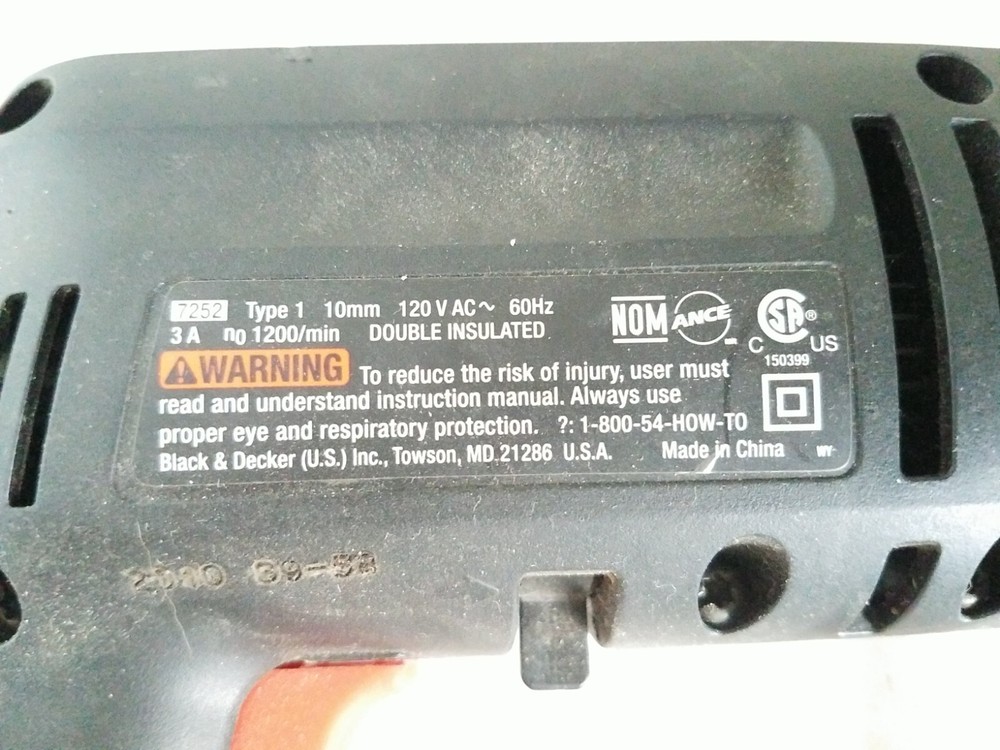 7252 Type 1 10mm 120 V AC~ 60Hz
3 A no 1200/min DOUBLE INSULATED
NOM ANCE
SA ®
C US
150399
WARNING To reduce the risk of injury, user must
read and understand instruction manual. Always use
proper eye and respiratory protection. ?: 1-800-54-HOW-TO
Black & Decker (U.S.) Inc., Towson, MD.21286 U.S.A. Made in China